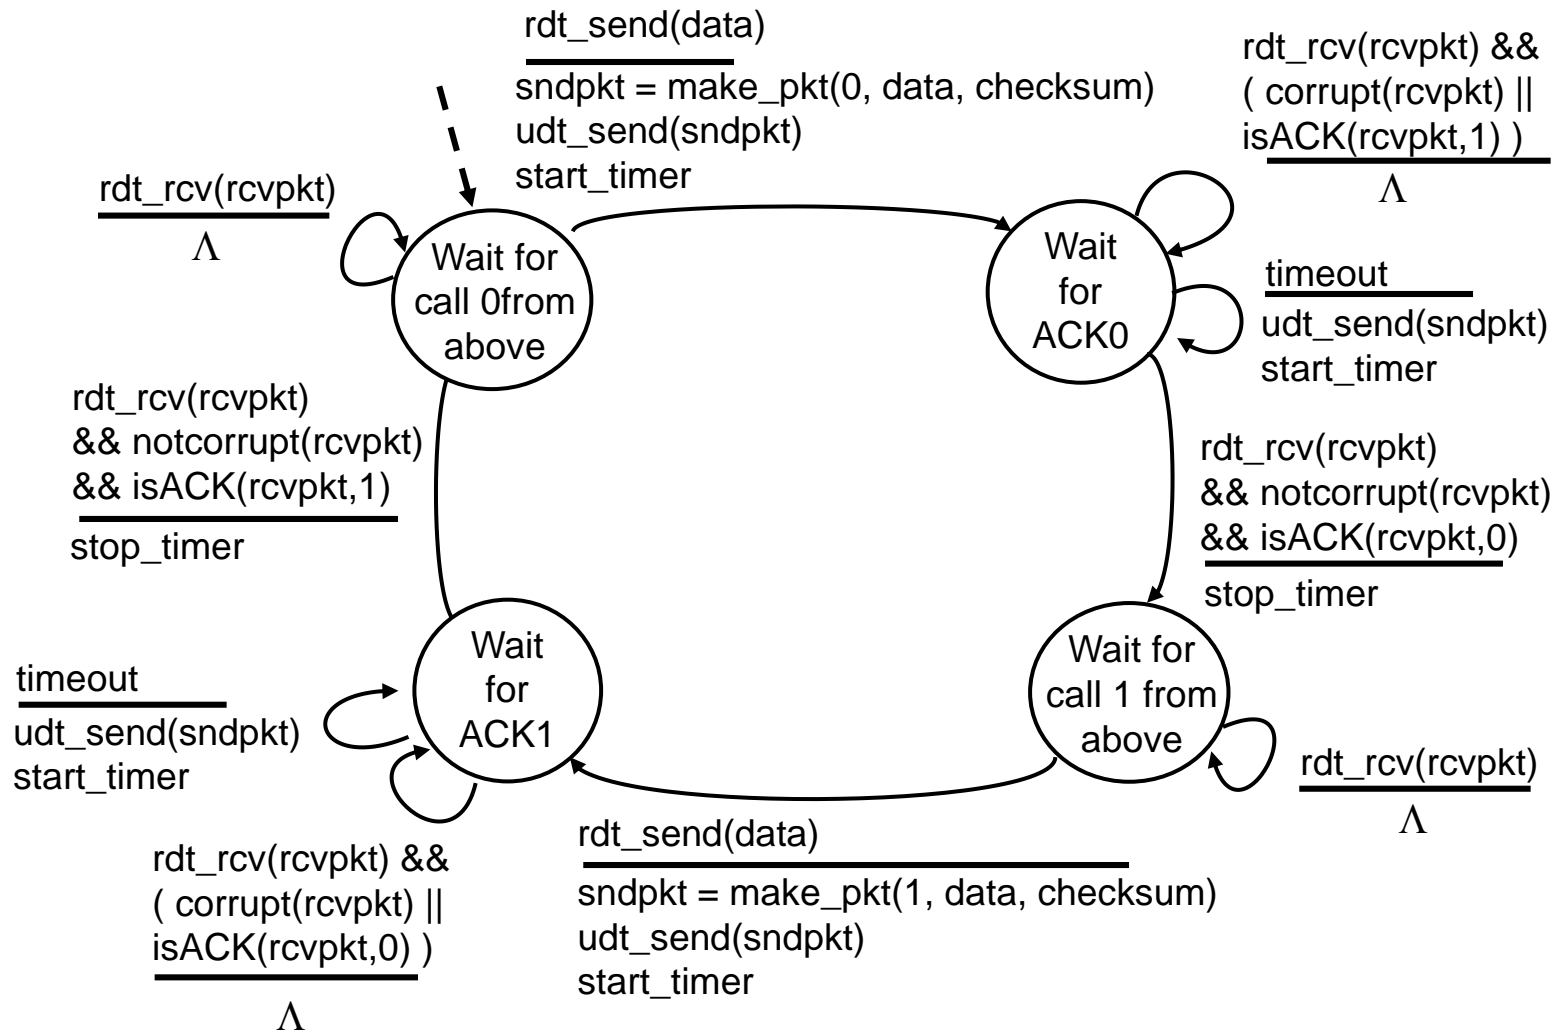 rdt_send(data)
sndpkt = make_pkt(0, data, checksum)
udt_send(sndpkt)
start_timer
rdt_rcv(rcvpkt) &&
( corrupt(rcvpkt) ||
isACK(rcvpkt,1) )
Λ
rdt_rcv(rcvpkt)
Λ
Wait for
call 0from
above
Wait
for
ACK0
timeout
udt_send(sndpkt)
start_timer
rdt_rcv(rcvpkt)
&& notcorrupt(rcvpkt)
&& isACK(rcvpkt,1)
stop_timer
rdt_rcv(rcvpkt)
&& notcorrupt(rcvpkt)
&& isACK(rcvpkt,0)
stop_timer
Wait
for
ACK1
Wait for
call 1 from
above
timeout
udt_send(sndpkt)
start_timer
rdt_rcv(rcvpkt)
Λ
rdt_rcv(rcvpkt) &&
( corrupt(rcvpkt) ||
isACK(rcvpkt,0) )
Λ
rdt_send(data)
sndpkt = make_pkt(1, data, checksum)
udt_send(sndpkt)
start_timer